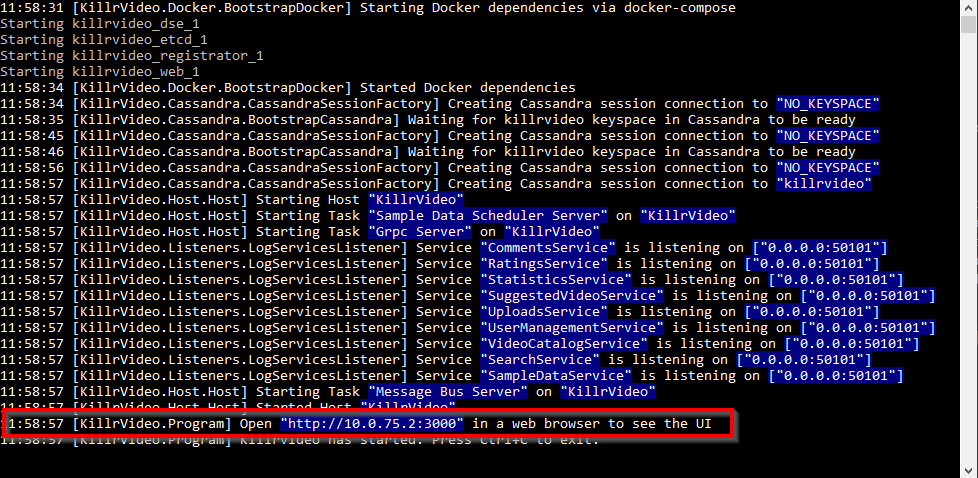 11:58:31 [KillrVideo.Docker.BootstrapDocker] Starting Docker dependencies via docker-compose
Starting killrvideo_dse_1
Starting killrvideo_etcd_1
Starting killrvideo_registrator_1
Starting killrvideo_web_1
11:58:34 [KillrVideo.Docker.BootstrapDocker] Started Docker dependencies
11:58:34 [KillrVideo.Cassandra.CassandraSessionFactory] Creating Cassandra session connection to "NO_KEYSPACE"
11:58:35 [KillrVideo.Cassandra.BootstrapCassandra] Waiting for killrvideo keyspace in Cassandra to be ready
11:58:45 [KillrVideo.Cassandra.CassandraSessionFactory] Creating Cassandra session connection to "NO_KEYSPACE"
11:58:46 [KillrVideo.Cassandra.BootstrapCassandra] Waiting for killrvideo keyspace in Cassandra to be ready
11:58:56 [KillrVideo.Cassandra.CassandraSessionFactory] Creating Cassandra session connection to "NO_KEYSPACE"
11:58:57 [KillrVideo.Cassandra.CassandraSessionFactory] Creating Cassandra session connection to "killrvideo"
11:58:57 [KillrVideo.Host.Host] Starting Host "KillrVideo"
11:58:57 [KillrVideo.Host.Host] Starting Task "Sample Data Scheduler Server" on "KillrVideo"
11:58:57 [KillrVideo.Host.Host] Starting Task "Grpc Server" on "KillrVideo"
11:58:57 [KillrVideo.Listeners.LogServicesListener] Service "CommentsService" is listening on ["0.0.0.0:50101"]
11:58:57 [KillrVideo.Listeners.LogServicesListener] Service "RatingsService" is listening on ["0.0.0.0:50101"]
11:58:57 [KillrVideo.Listeners.LogServicesListener] Service "StatisticsService" is listening on ["0.0.0.0:50101"]
11:58:57 [KillrVideo.Listeners.LogServicesListener] Service "SuggestedVideoService" is listening on ["0.0.0.0:50101"]
11:58:57 [KillrVideo.Listeners.LogServicesListener] Service "UploadsService" is listening on ["0.0.0.0:50101"]
11:58:57 [KillrVideo.Listeners.LogServicesListener] Service "UserManagementService" is listening on ["0.0.0.0:50101"]
11:58:57 [KillrVideo.Listeners.LogServicesListener] Service "VideoCatalogService" is listening on ["0.0.0.0:50101"]
11:58:57 [KillrVideo.Listeners.LogServicesListener] Service "SearchService" is listening on ["0.0.0.0:50101"]
11:58:57 [KillrVideo.Listeners.LogServicesListener] Service "SampleDataService" is listening on ["0.0.0.0:50101"]
11:58:57 [KillrVideo.Host.Host] Starting Task "Message Bus Server" on "KillrVideo"
11:58:57 [KillrVideo.Host.Host] Started Host "KillrVideo"
11:58:57 [KillrVideo.Program] Open "http://10.0.75.2:3000" in a web browser to see the UI
11:58:57 [KillrVideo.Program] KillrVideo has started. Press Ctrl+C to exit.